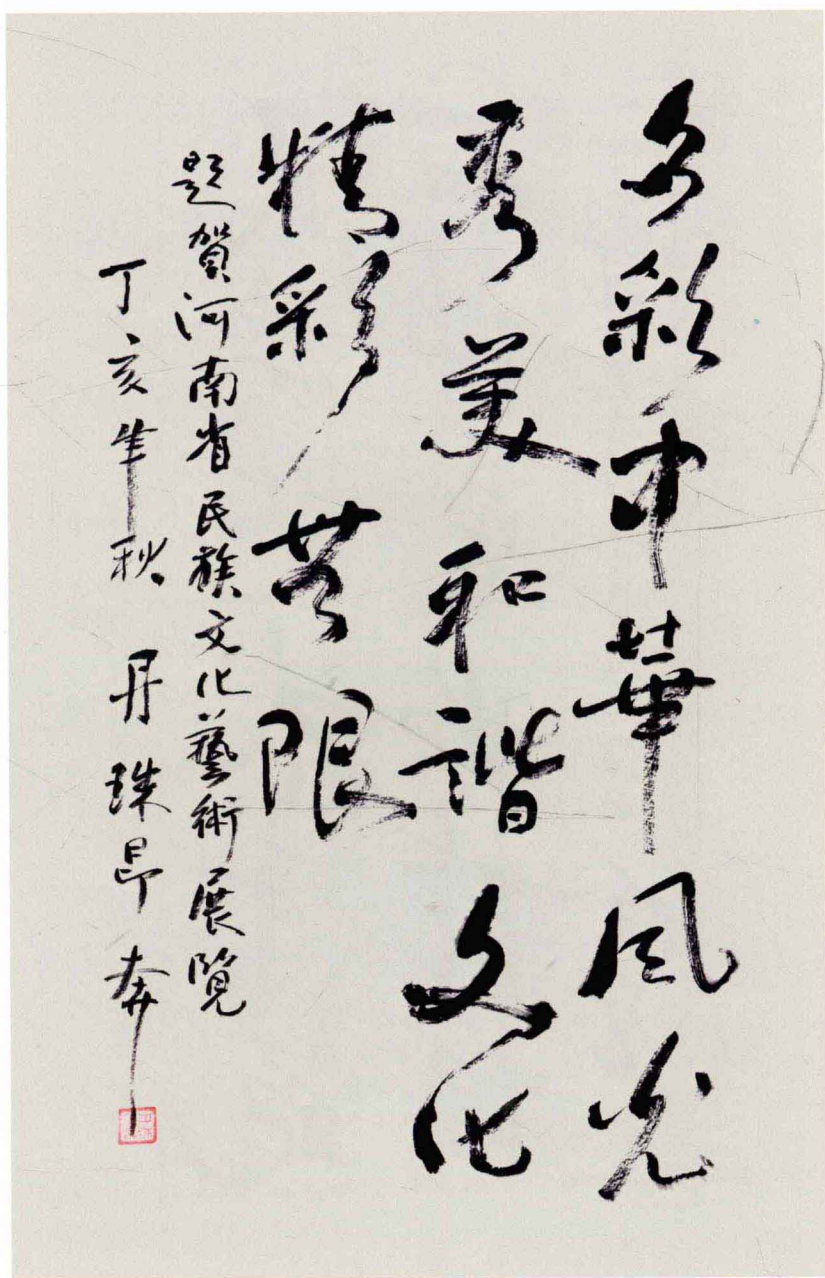 多彩中華風光
秀美和諧文化
精彩無限
題賀河南省民族文化藝術展覽
丁亥年秋 丹珠昂奔